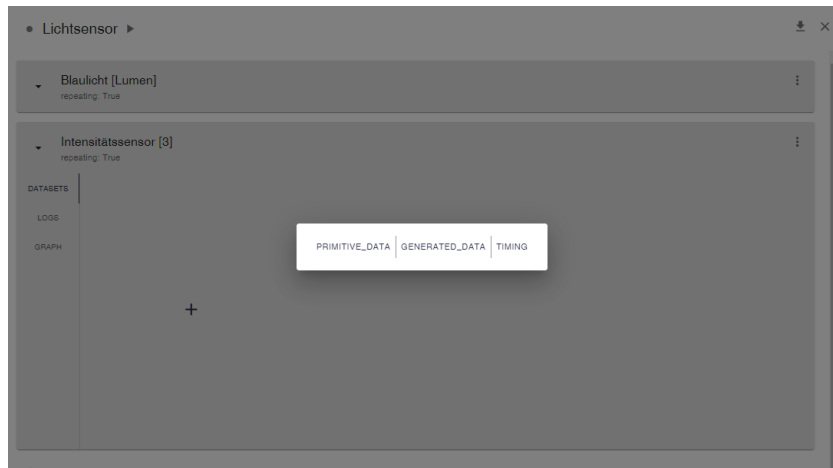 Lichtsensor
Blaulicht [Lumen]
repeating: True
Intensitätssensor [3]
repeating: True
DATASETS
LOGS
GRAPH
PRIMITIVE_DATA GENERATED_DATA TIMING